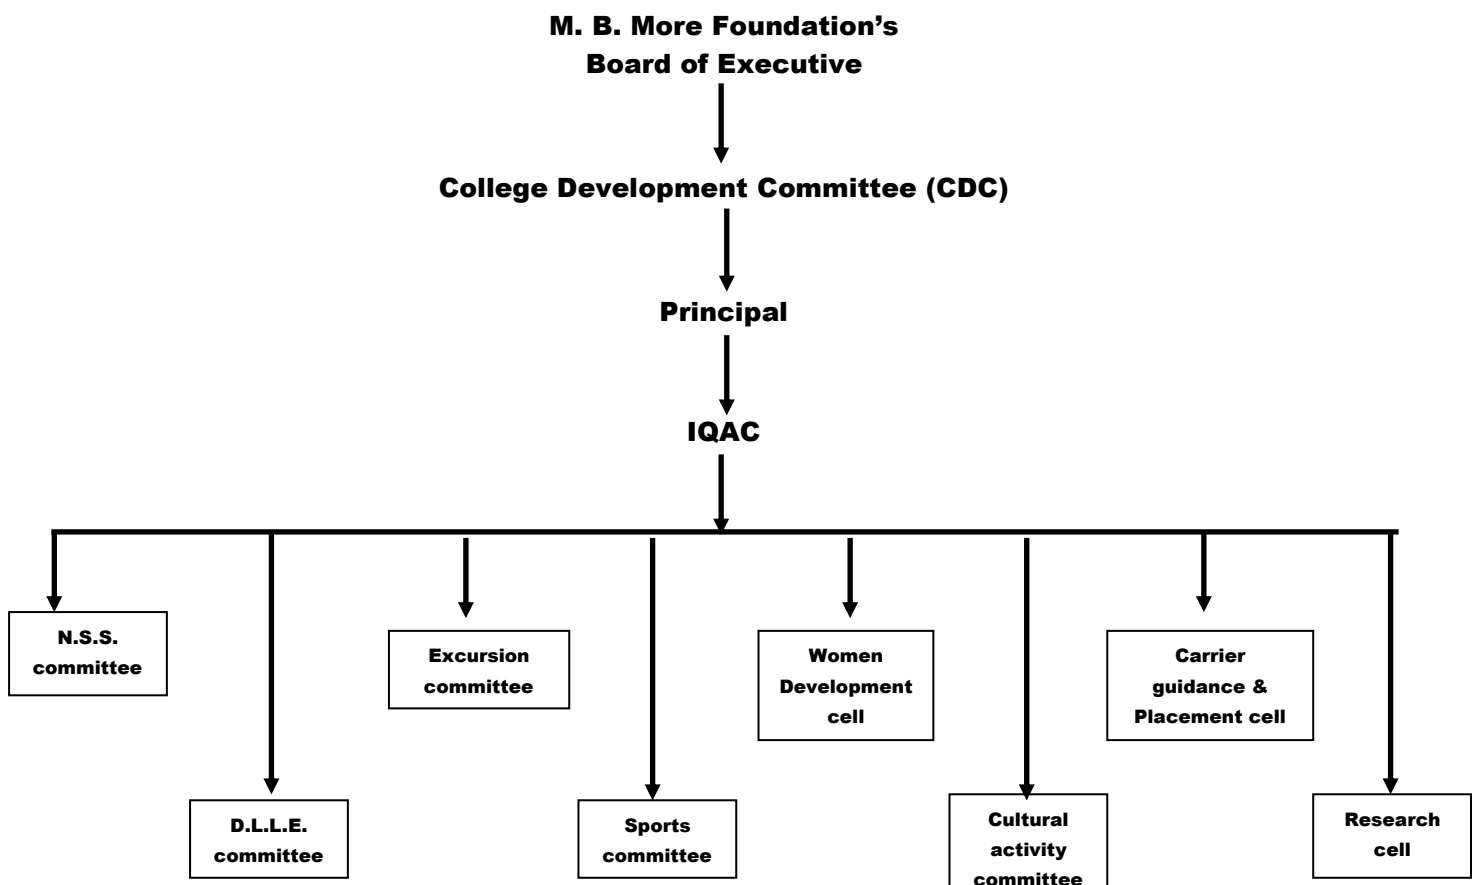 M. B. More Foundation’s
Board of Executive
College Development Committee (CDC)
Principal
IQAC
N.S.S.
committee
Excursion
committee
Women
Development
cell
Carrier
guidance &
Placement cell
D.L.L.E.
committee
Sports
committee
Cultural
activity
committee
Research
cell